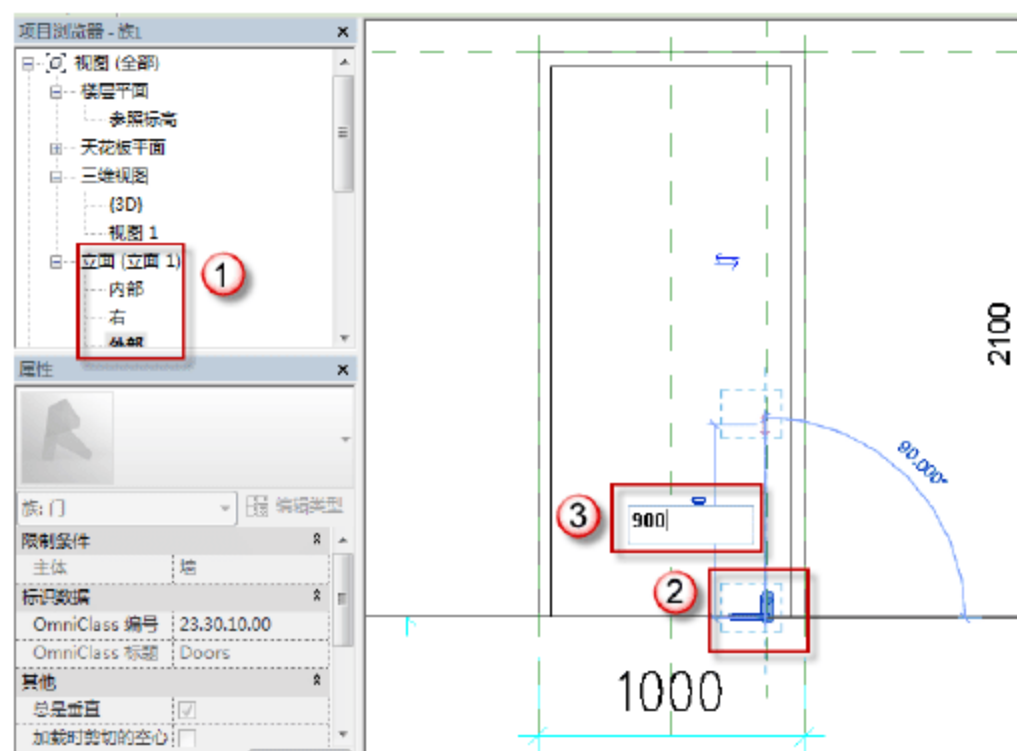 项目浏览器 - 族1
视图 (全部)
楼层平面
参照标高
天花板平面
三维视图
{3D}
视图 1
立面 (立面 1)
内部
右
外部
1
属性
族: 门
编辑类型
限制条件
主体 墙
标识数据
OmniClass 编号 23.30.10.00
OmniClass 标题 Doors
其他
总是垂直
加载时剪切的空心
2100
90.000°
3
900
2
1000